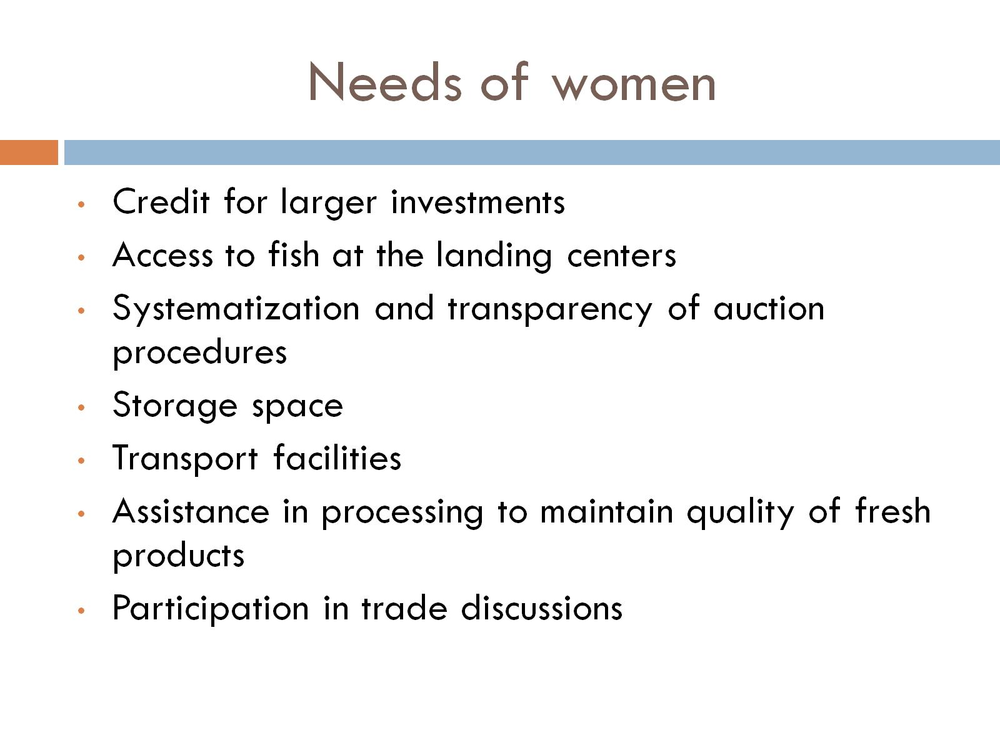 Needs of women
• Credit for larger investments
• Access to fish at the landing centers
• Systematization and transparency of auction
procedures
• Storage space
• Transport facilities
• Assistance in processing to maintain quality of fresh
products
• Participation in trade discussions